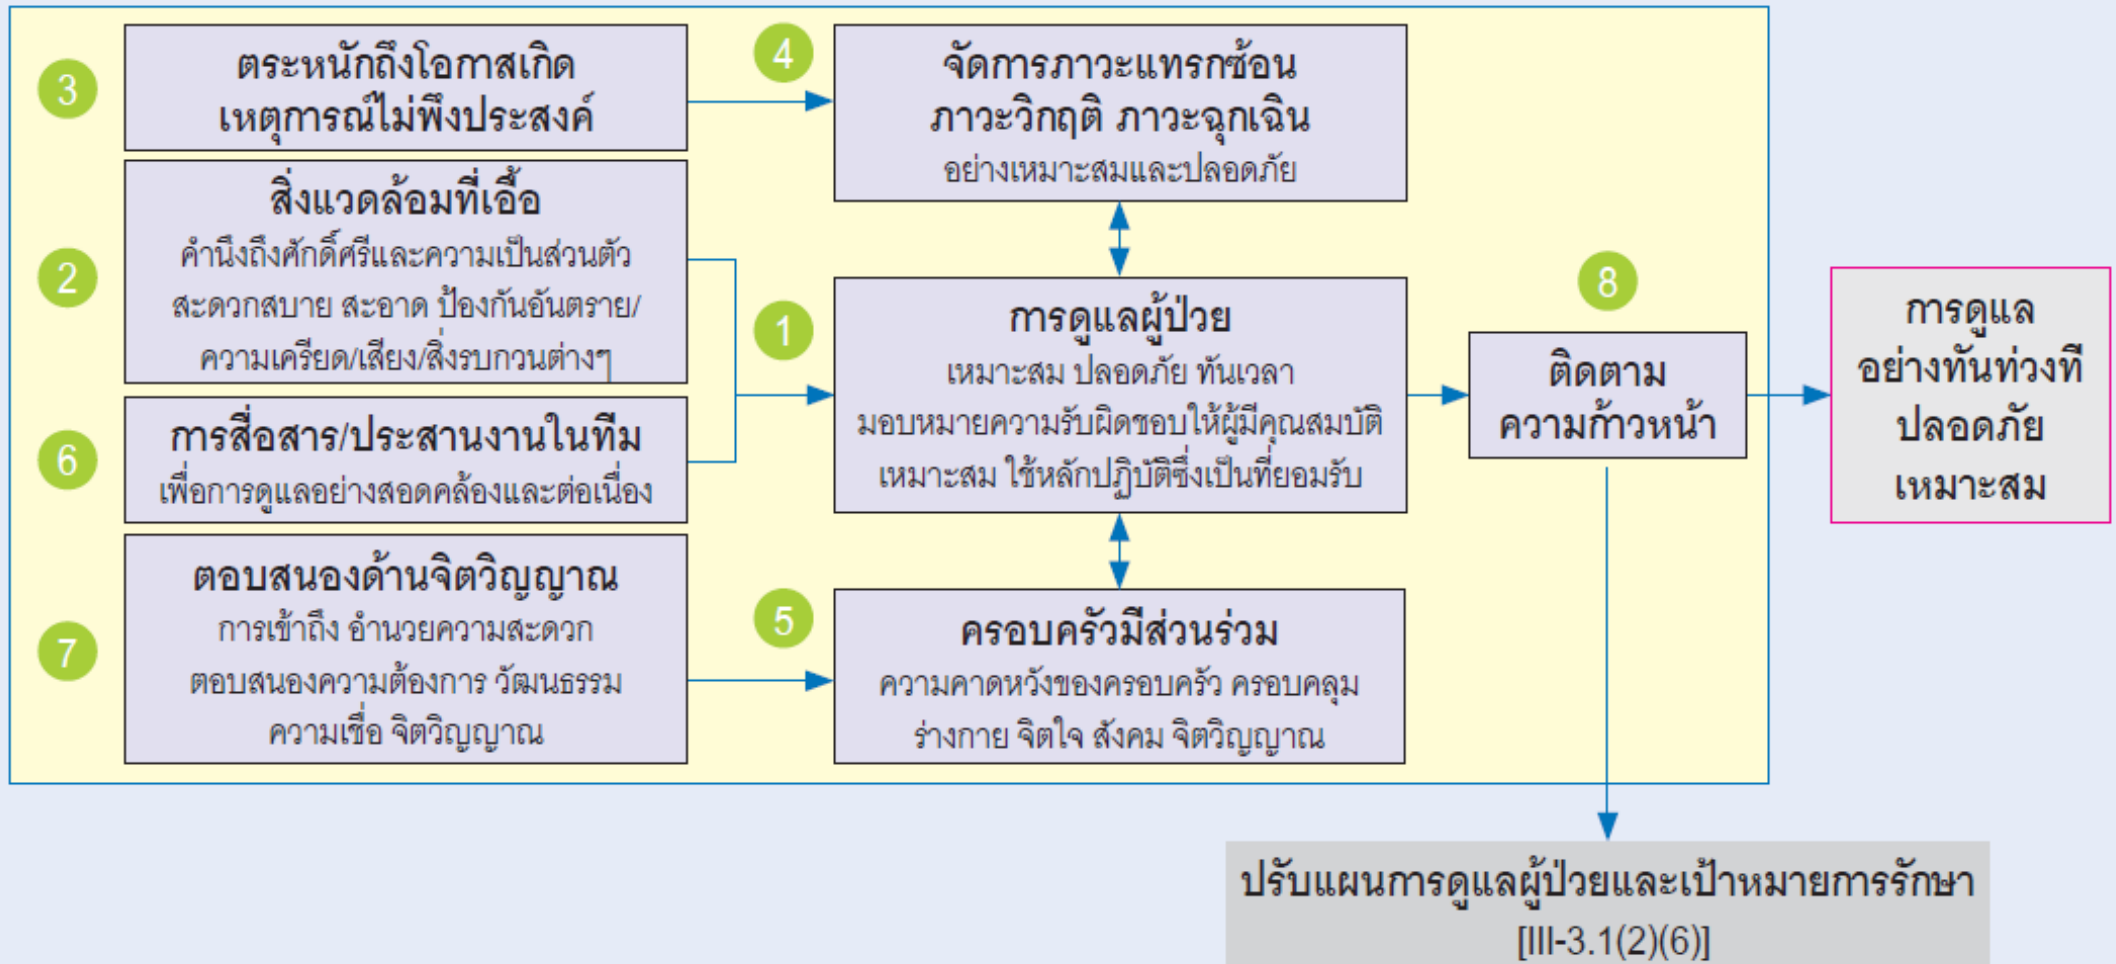 3
ตระหนักถึงโอกาสเกิด
เหตุการณ์ไม่พึงประสงค์
4
จัดการภาวะแทรกซ้อน
ภาวะวิกฤติ ภาวะฉุกเฉิน
อย่างเหมาะสมและปลอดภัย
2
สิ่งแวดล้อมที่เอื้อ
คำนึงถึงศักดิ์ศรีและความเป็นส่วนตัว
สะดวกสบาย สะอาด ป้องกันอันตราย/
ความเครียด/เสียง/สิ่งรบกวนต่างๆ
1
การดูแลผู้ป่วย
เหมาะสม ปลอดภัย ทันเวลา
มอบหมายความรับผิดชอบให้ผู้มีคุณสมบัติ
เหมาะสม ใช้หลักปฏิบัติซึ่งเป็นที่ยอมรับ
8
ติดตาม
ความก้าวหน้า
การดูแล
อย่างทันท่วงที
ปลอดภัย
เหมาะสม
6
การสื่อสาร/ประสานงานในทีม
เพื่อการดูแลอย่างสอดคล้องและต่อเนื่อง
7
ตอบสนองด้านจิตวิญญาณ
การเข้าถึง อำนวยความสะดวก
ตอบสนองความต้องการ วัฒนธรรม
ความเชื่อ จิตวิญญาณ
5
ครอบครัวมีส่วนร่วม
ความคาดหวังของครอบครัว ครอบคลุม
ร่างกาย จิตใจ สังคม จิตวิญญาณ
ปรับแผนการดูแลผู้ป่วยและเป้าหมายการรักษา
[III-3.1(2)(6)]